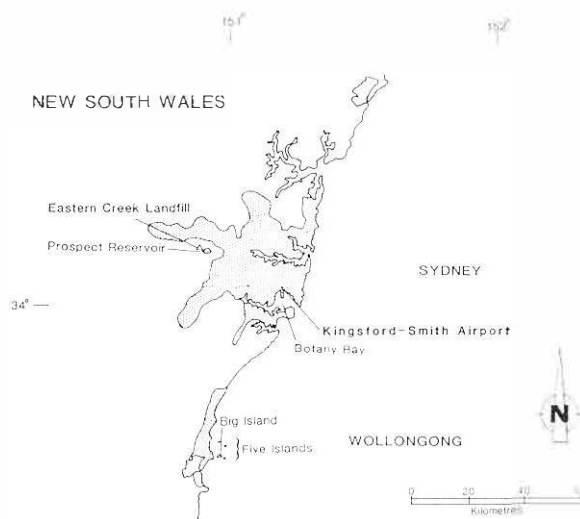 151°
152°
NEW SOUTH WALES
Eastern Creek Landfill
Prospect Reservoir
SYDNEY
34°
Kingsford-Smith Airport
Botany Bay
Big Island
Five Islands
WOLLONGONG
N
0 20 40
Kilometres